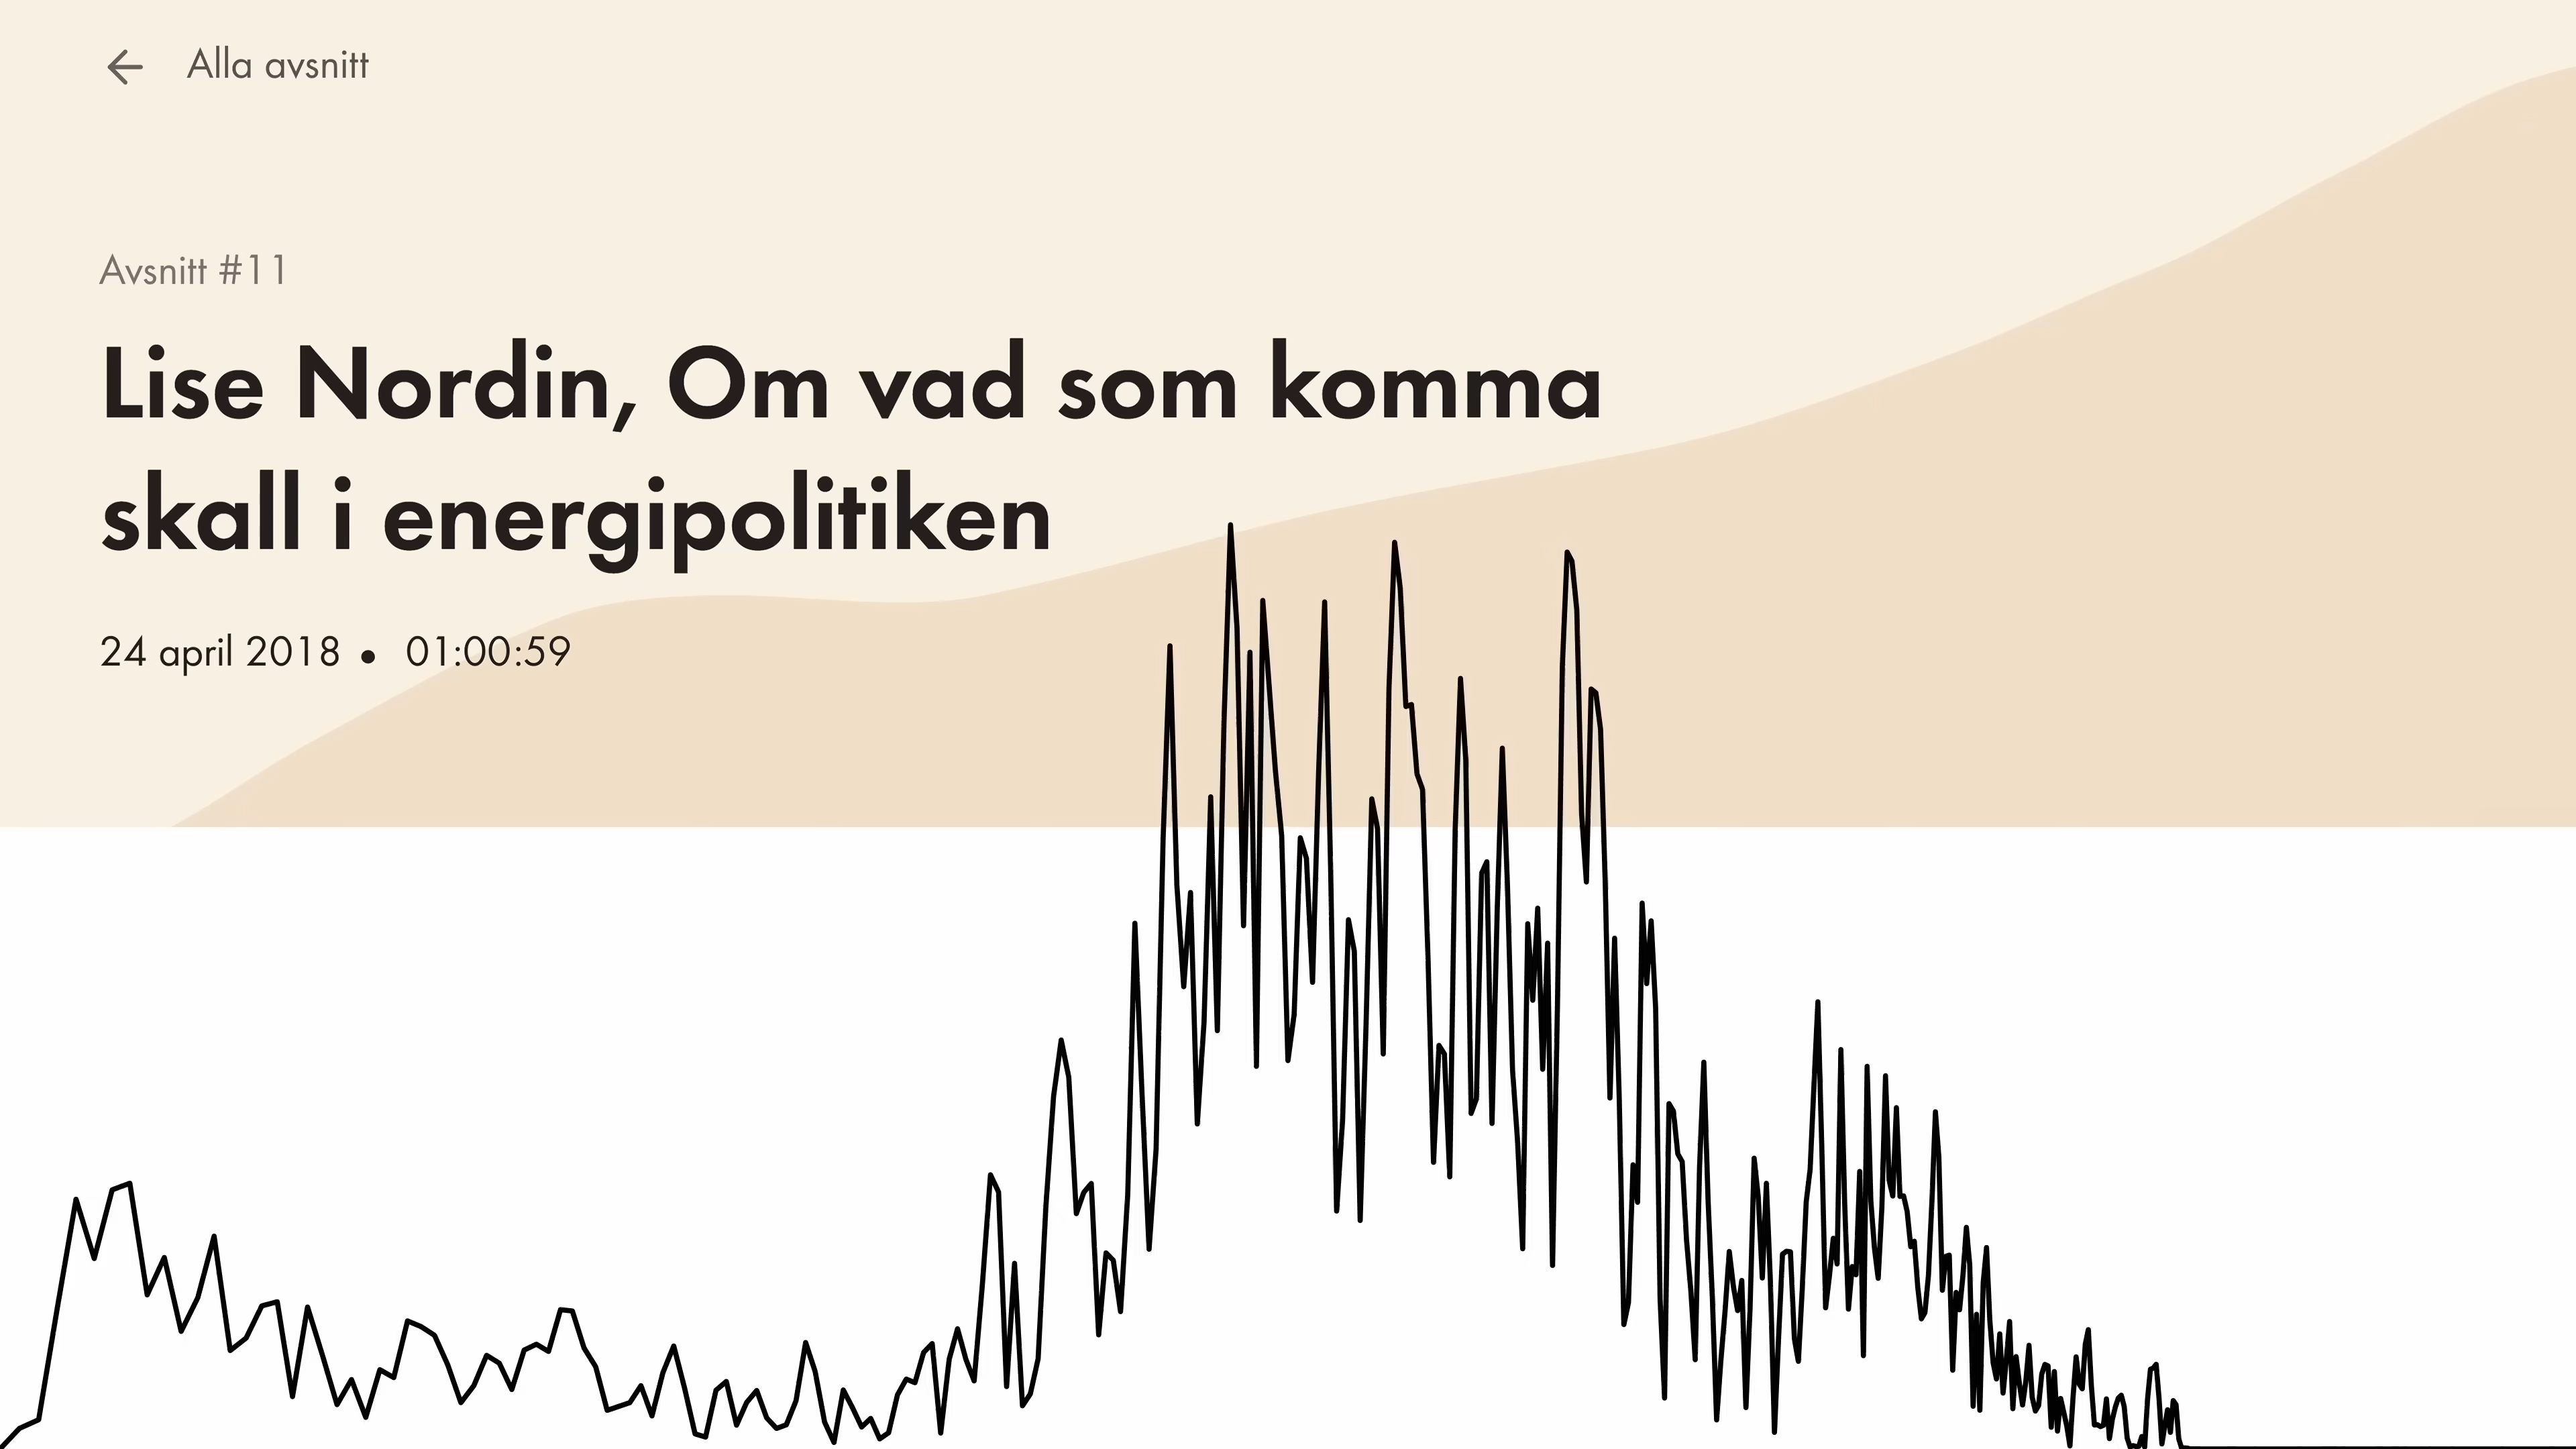 Alla avsnitt
Avsnitt #11
Lise Nordin, Om vad som komma
skall i energipolitiken
24 april 2018 • 01:00:59